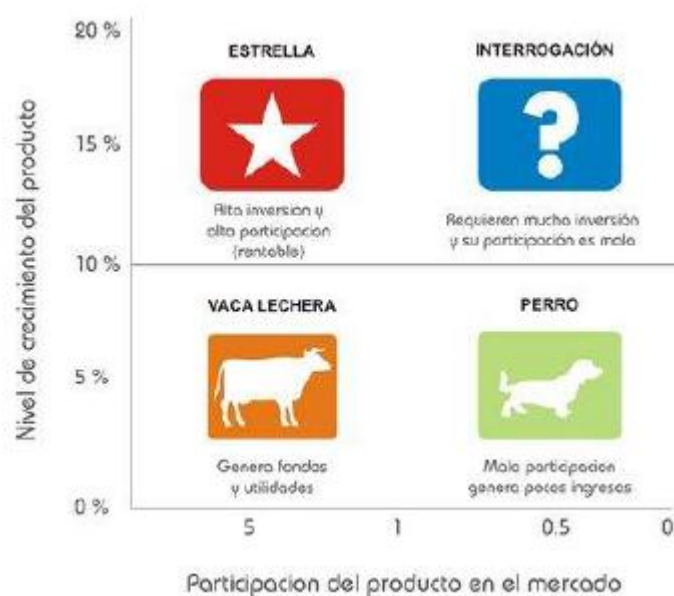 20 %
ESTRELLA
INTERROGACIÓN
15 %
Alta inversion y
alta participacion
(rentable)
Requieren mucha inversión
y su participación es mala
10 %
VACA LECHERA
PERRO
5 %
Genera fondos
y utilidades
Mala participacion
genera pocos ingresos
0 %
5
1
0.5
0
Nivel de crecimiento del producto
Participacion del producto en el mercado